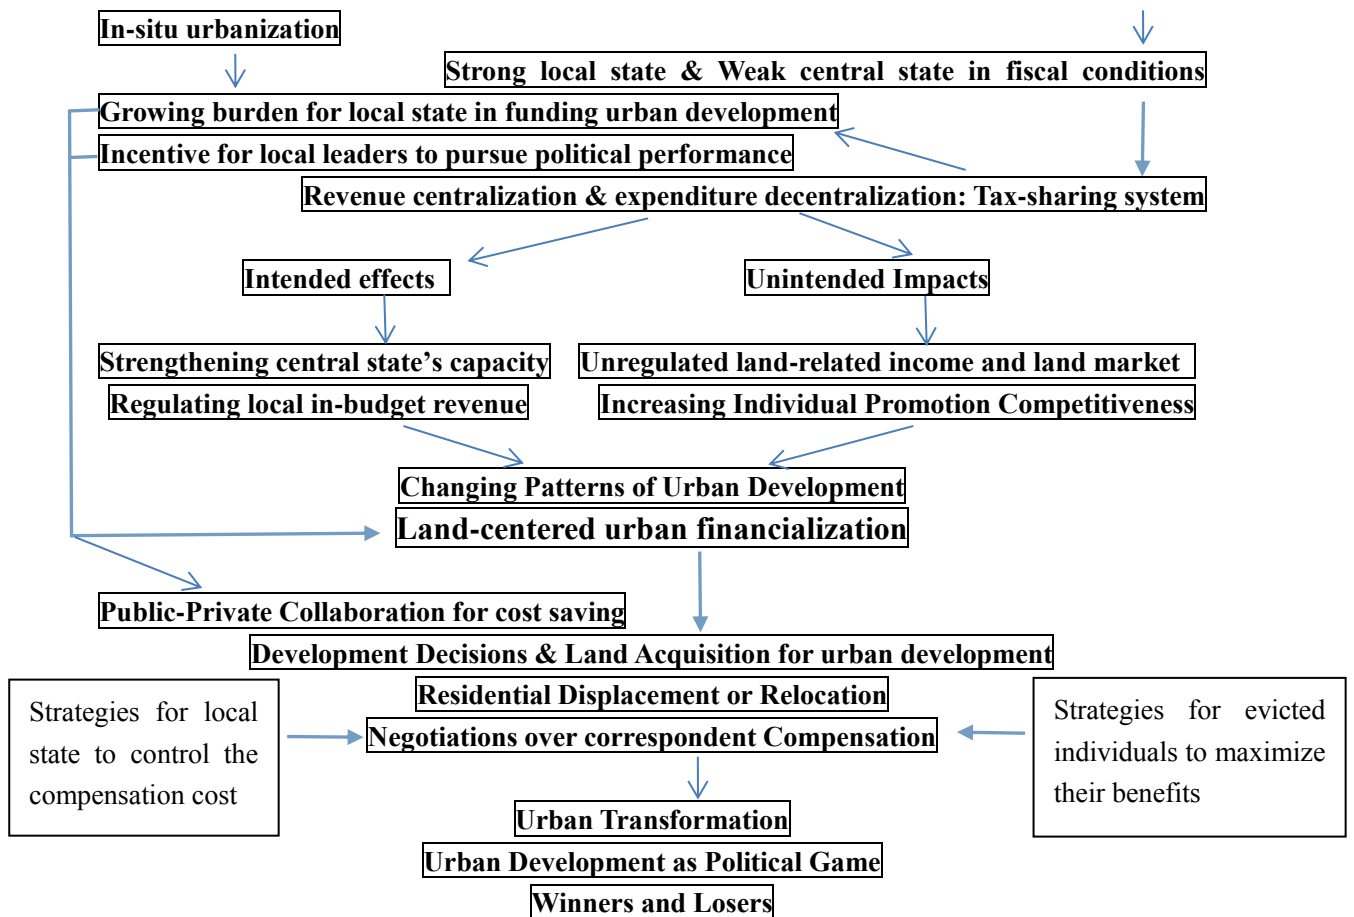 In-situ urbanization
Strong local state & Weak central state in fiscal conditions
Growing burden for local state in funding urban development
Incentive for local leaders to pursue political performance
Revenue centralization & expenditure decentralization: Tax-sharing system
Intended effects
Unintended Impacts
Strengthening central state’s capacity
Unregulated land-related income and land market
Regulating local in-budget revenue
Increasing Individual Promotion Competitiveness
Changing Patterns of Urban Development
Land-centered urban financialization
Public-Private Collaboration for cost saving
Development Decisions & Land Acquisition for urban development
Residential Displacement or Relocation
Negotiations over correspondent Compensation
Strategies for local
state to control the
compensation cost
Strategies for evicted
individuals to maximize
their benefits
Urban Transformation
Urban Development as Political Game
Winners and Losers